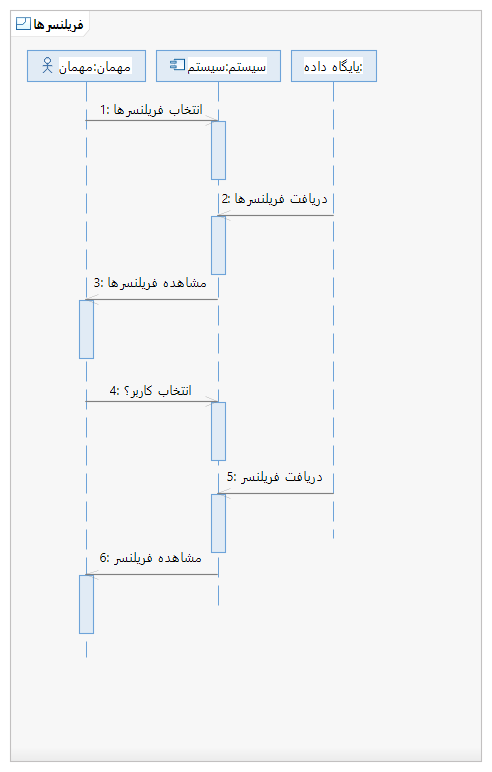 فریلنسرها
مهمان:مهمان
سیستم:سیستم
پایگاه داده:
1: انتخاب فریلنسرها
2: دریافت فریلنسرها
3: مشاهده فریلنسرها
4: انتخاب کاربر؟
5: دریافت فریلنسر
6: مشاهده فریلنسر